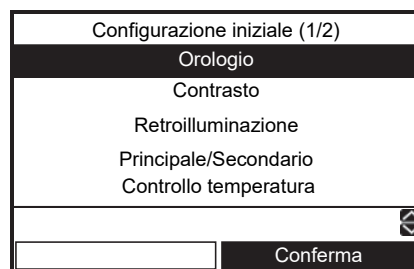 Configurazione iniziale (1/2)
Orologio
Contrasto
Retroilluminazione
Principale/Secondario
Controllo temperatura
Conferma